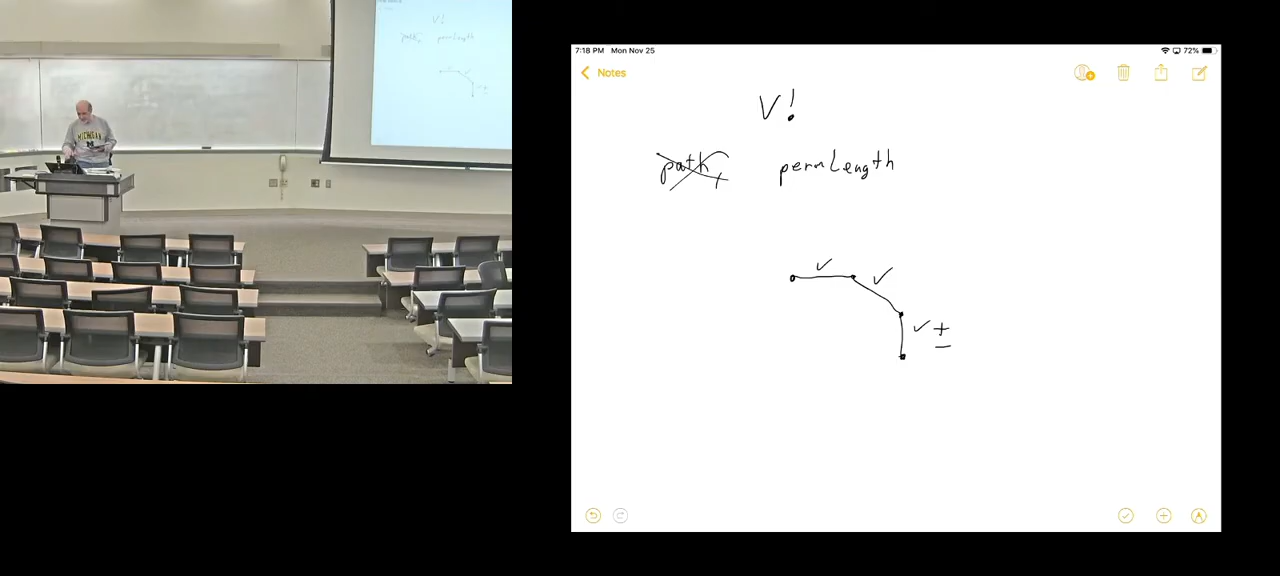 MICHIGAN
M
7:18 PM Mon Nov 25
72%
Notes
V!
path permLength
✓ ✓
✓ +
−